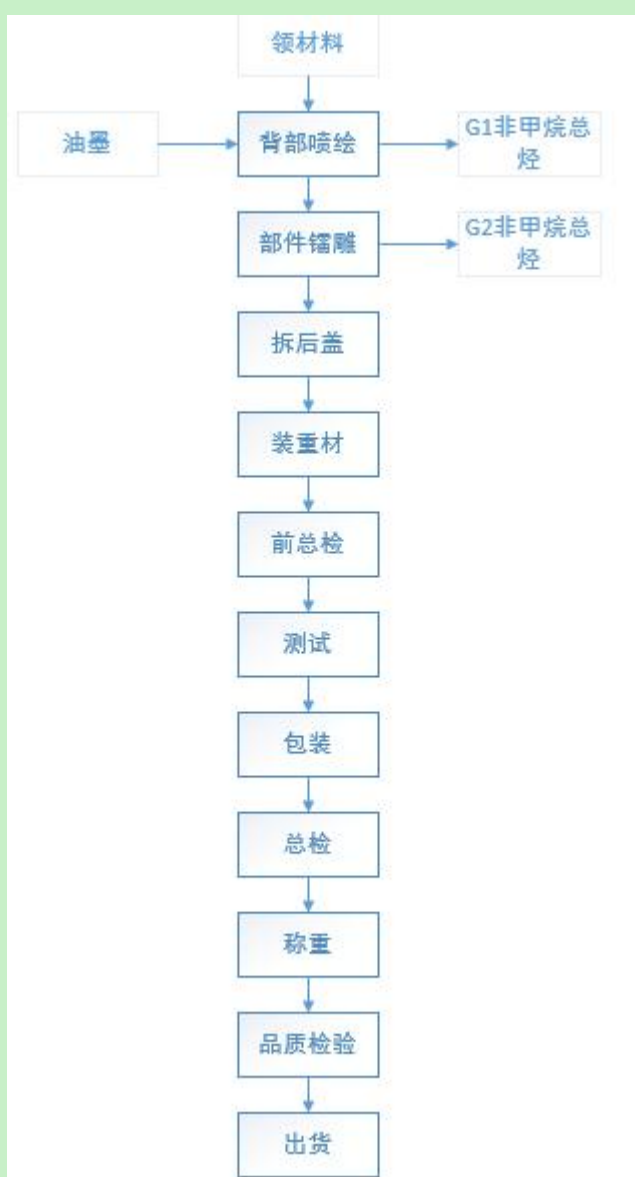 领材料
油墨
背部喷绘
G1非甲烷总
烃
部件镭雕
G2非甲烷总
烃
拆后盖
装重材
前总检
测试
包装
总检
称重
品质检验
出货